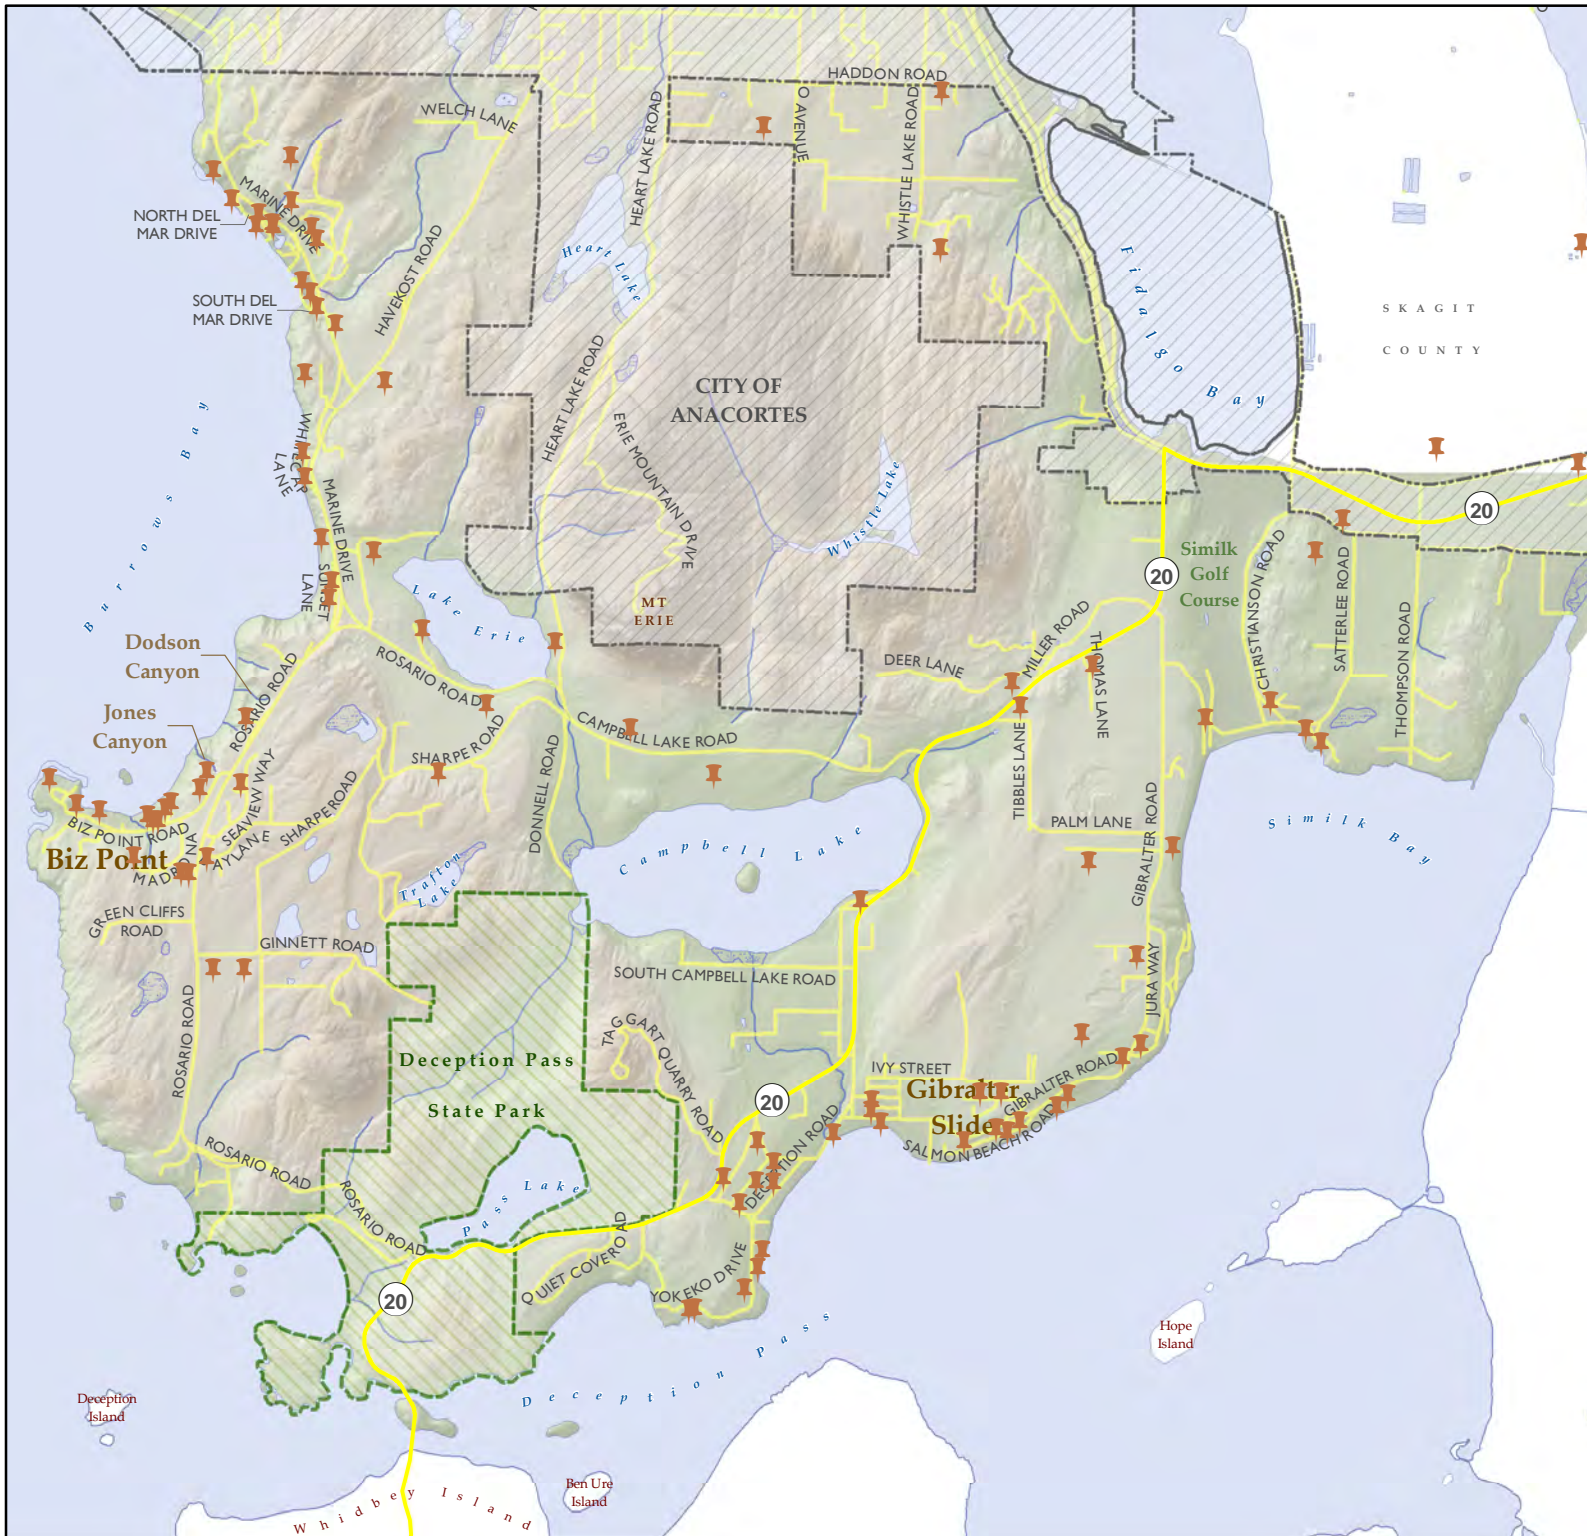 HADDON ROAD
WELCH LANE
HEART LAKE ROAD
O AVENUE
WHISTLE LAKE ROAD
MARINE DRIVE
NORTH DEL
MAR DRIVE
HAVEKOST ROAD
Heart Lake
Fidalgo Bay
SOUTH DEL
MAR DRIVE
SKAGIT
COUNTY
HEART LAKE ROAD
CITY OF
ANACORTES
ERIE MOUNTAIN DRIVE
Burrows Bay
WHITECAP
LANE
MARINE DRIVE
Whistle Lake
20
20
Similk
Golf
Course
CHRISTIANSON ROAD
SATTERLEE ROAD
THOMPSON ROAD
SUNSET
LANE
Lake Erie
MT
ERIE
MILLER ROAD
THOMAS LANE
DEER LANE
Dodson
Canyon
ROSARIO ROAD
ROSARIO ROAD
Jones
Canyon
SHARPE ROAD
CAMPBELL LAKE ROAD
TIBBLES LANE
DONNELL ROAD
SEAVIEW WAY
SHARPE ROAD
GIBRALTER ROAD
PALM LANE
Similk Bay
BIZ POINT ROAD
Biz Point
MADRONA
Campbell Lake
Trafton
Lake
GREEN CLIFFS
ROAD
GINNETT ROAD
SOUTH CAMPBELL LAKE ROAD
JURA WAY
ROSARIO ROAD
TAGGART QUARRY ROAD
Deception Pass
State Park
IVY STREET
Gibralter
Slide
GIBRALTER ROAD
SALMON BEACH ROAD
20
DECEPTION ROAD
ROSARIO ROAD
ROSARIO ROAD
Pass Lake
QUIET COVE ROAD
YOKEKO DRIVE
20
Hope
Island
Deception Pass
Deception
Island
Ben Ure
Island
Whidbey Island